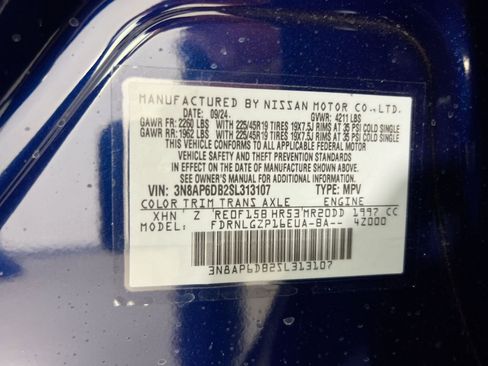 MANUFACTURED BY NISSAN MOTOR CO., LTD.
DATE: 09/24. GVWR: 4211 LBS
GAWR FR: 2260 LBS WITH 225/45R19 TIRES 19X7.5J RIMS AT 35 PSI COLD SINGLE
GAWR RR: 1962 LBS WITH 225/45R19 TIRES 19X7.5J RIMS AT 35 PSI COLD SINGLE
THIS VEHICLE CONFORMS TO ALL APPLICABLE FEDERAL MOTOR
VEHICLE SAFETY, BUMPER, AND THEFT PREVENTION STANDARDS IN
EFFECT ON THE DATE OF MANUFACTURE SHOWN ABOVE.
SEE OWNER'S MANUAL FOR ADDITIONAL INFORMATION.
VIN: 3N8AP6DB2SL313107 TYPE: MPV
COLOR TRIM TRANS AXLE ENGINE
XHN Z RE0F15B HR53 MR20DD 1997 CC
MODEL: FDRNLGZP16EUA-BA-- 4Z000
3N8AP6DB2SL313107